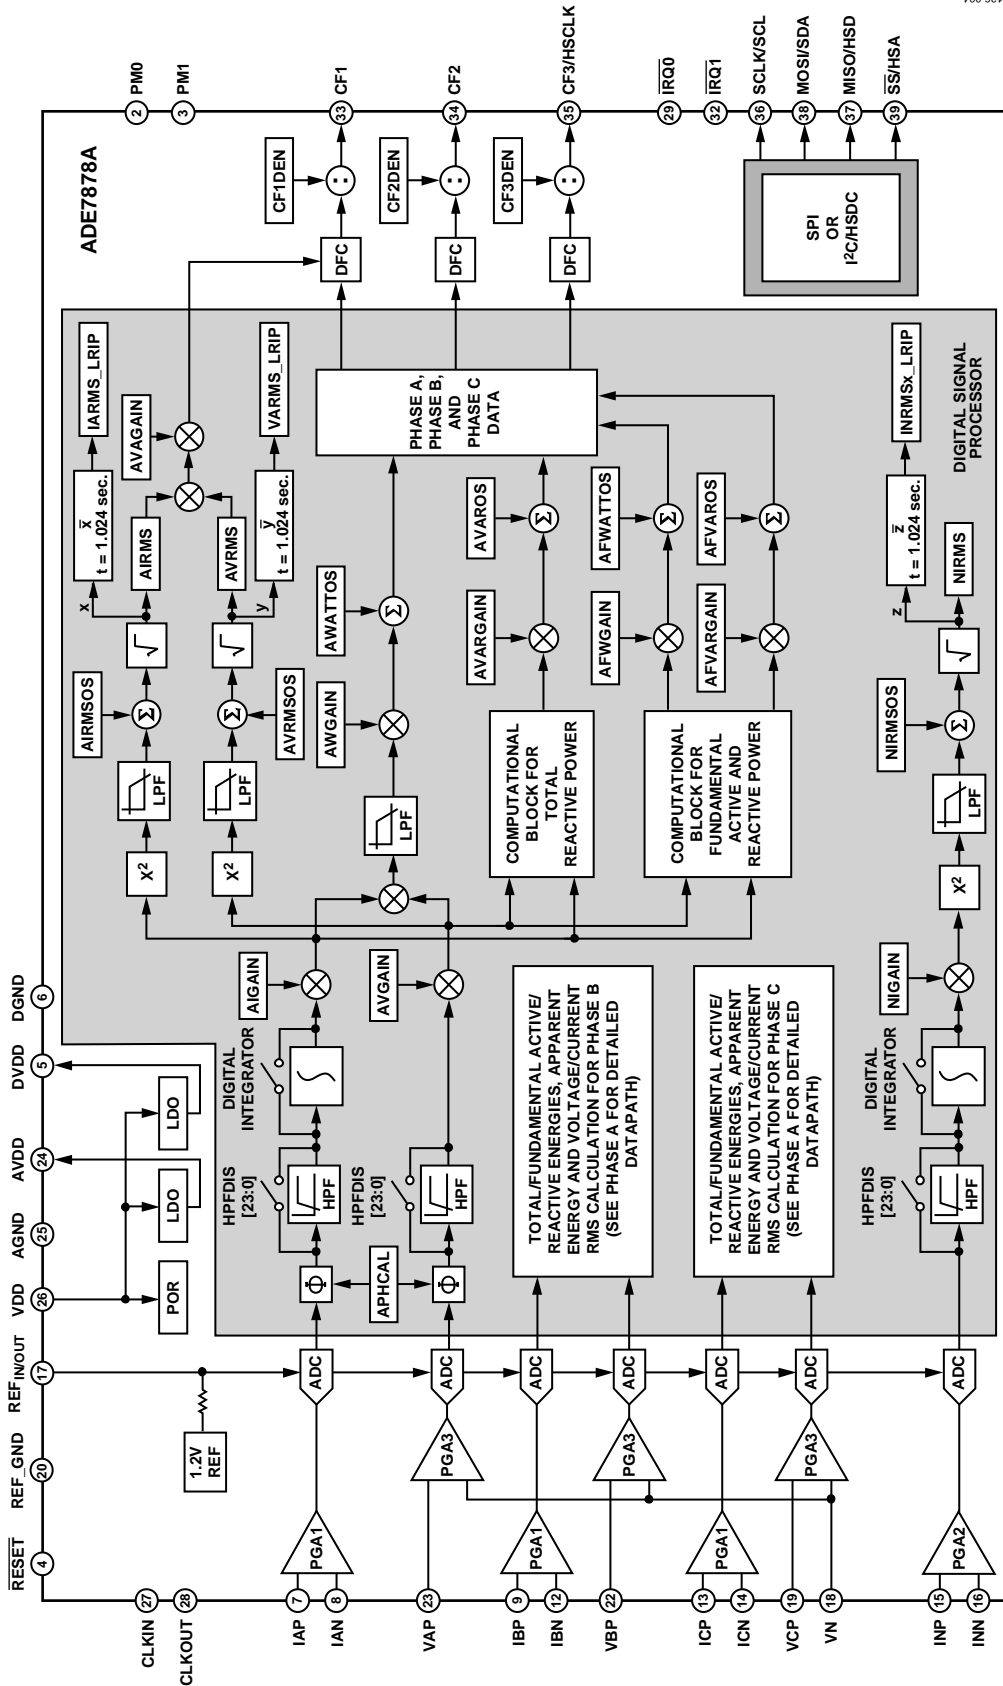 RESET
4
REF_GND
20
REF IN/OUT
17
VDD
26
AGND
25
AVDD
24
DVDD
5
DGND
6
ADE7878A
CLKIN
27
CLKOUT
28
1.2V
REF
POR
LDO
LDO
PM0
2
PM1
3
IAP
7
IAN
8
PGA1
ADC
Φ
APHCAL
HPFDIS
[23:0]
HPF
DIGITAL
INTEGRATOR
AIGAIN
X²
LPF
AIRMSOS
Σ
√
x
x̅
t = 1.024 sec.
IARMS_LRIP
AIRMS
AVAGAIN
X²
LPF
AVRMSOS
Σ
√
AVRMS
y
y̅
t = 1.024 sec.
VARMS_LRIP
VAP
23
PGA3
ADC
Φ
HPFDIS
[23:0]
HPF
AVGAIN
LPF
AWGAIN
AWATTOS
Σ
PHASE A,
PHASE B,
AND
PHASE C
DATA
DFC
CF1DEN
:
33
CF1
DFC
CF2DEN
:
34
CF2
DFC
CF3DEN
:
35
CF3/HSCLK
IBP
9
IBN
12
PGA1
ADC
VBP
22
PGA3
ADC
TOTAL/FUNDAMENTAL ACTIVE/
REACTIVE ENERGIES, APPARENT
ENERGY AND VOLTAGE/CURRENT
RMS CALCULATION FOR PHASE B
(SEE PHASE A FOR DETAILED
DATAPATH)
COMPUTATIONAL
BLOCK FOR
TOTAL
REACTIVE POWER
AVARGAIN
AVAROS
Σ
COMPUTATIONAL
BLOCK FOR
FUNDAMENTAL
ACTIVE AND
REACTIVE POWER
AFWGAIN
AFWATTOS
Σ
AFVARGAIN
AFVAROS
Σ
29
IRQ0
32
IRQ1
ICP
13
ICN
14
PGA1
ADC
VCP
19
VN
18
PGA3
ADC
TOTAL/FUNDAMENTAL ACTIVE/
REACTIVE ENERGIES, APPARENT
ENERGY AND VOLTAGE/CURRENT
RMS CALCULATION FOR PHASE C
(SEE PHASE A FOR DETAILED
DATAPATH)
SPI
OR
I²C/HSDC
36
SCLK/SCL
38
MOSI/SDA
37
MISO/HSD
39
SS/HSA
INP
15
INN
16
PGA2
ADC
HPFDIS
[23:0]
HPF
DIGITAL
INTEGRATOR
NIGAIN
X²
LPF
NIRMSOS
Σ
√
NIRMS
z
z̅
t = 1.024 sec.
INRMSx_LRIP
DIGITAL SIGNAL
PROCESSOR